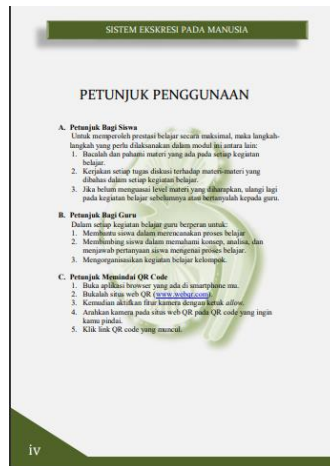 SISTEM EKSKRESI PADA MANUSIA
PETUNJUK PENGGUNAAN
A. Petunjuk Bagi Siswa
Untuk memperoleh prestasi belajar secara maksimal, maka langkah-
langkah yang perlu dilaksanakan dalam modul ini antara lain:
1. Bacalah dan pahami materi yang ada pada setiap kegiatan
belajar.
2. Kerjakan setiap tugas diskusi terhadap materi-materi yang
dibahas dalam setiap kegiatan belajar.
3. Jika belum menguasai level materi yang diharapkan, ulangi lagi
pada kegiatan belajar sebelumnya atau bertanyalah kepada guru.
B. Petunjuk Bagi Guru
Dalam setiap kegiatan belajar guru berperan untuk:
1. Membantu siswa dalam merencanakan proses belajar
2. Membimbing siswa dalam memahami konsep, analisa, dan
menjawab pertanyaan siswa mengenai proses belajar.
3. Mengorganisasikan kegiatan belajar kelompok.
C. Petunjuk Memindai QR Code
1. Buka aplikasi browser yang ada di smartphone mu.
2. Bukalah situs web QR (www.webqr.com).
3. Kemudian aktifkan fitur kamera dengan ketuk allow.
4. Arahkan kamera pada situs web QR pada QR code yang ingin
kamu pindai.
5. Klik link QR code yang muncul.
iv